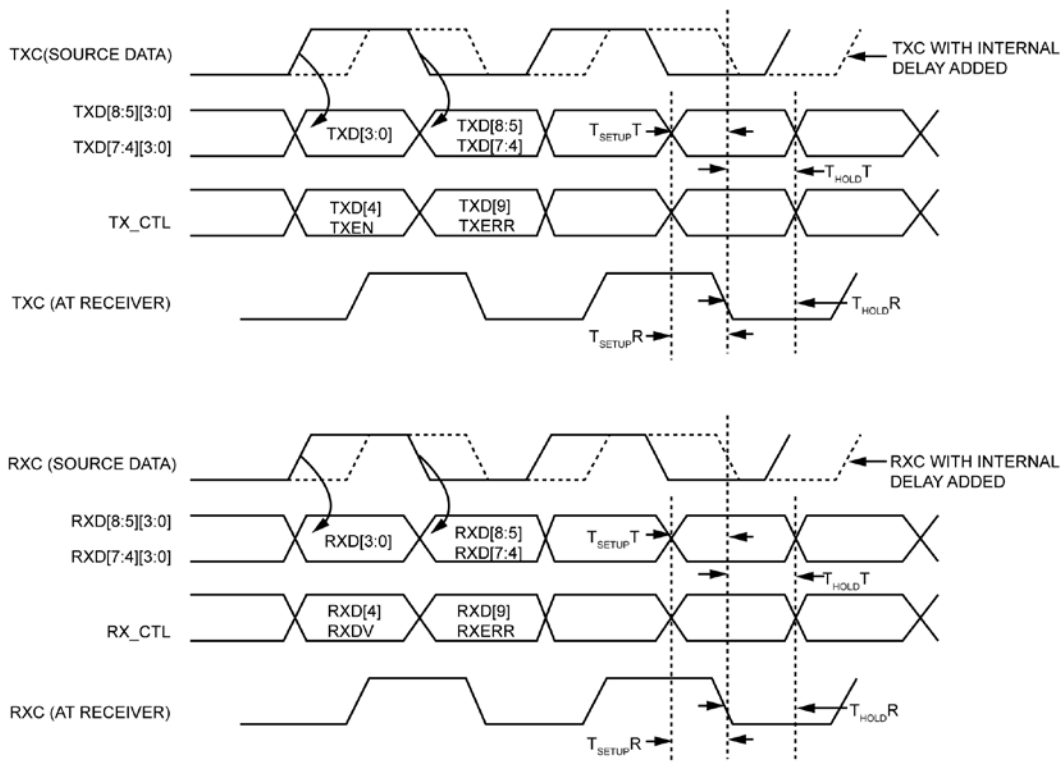 TXC(SOURCE DATA)
TXC WITH INTERNAL
DELAY ADDED
TXD[8:5][3:0]
TXD[7:4][3:0]
TXD[3:0]
TXD[8:5]
TXD[7:4]
TSETUPT
THOLDT
TX_CTL
TXD[4]
TXEN
TXD[9]
TXERR
TXC (AT RECEIVER)
THOLDR
TSETUPR
RXC (SOURCE DATA)
RXC WITH INTERNAL
DELAY ADDED
RXD[8:5][3:0]
RXD[7:4][3:0]
RXD[3:0]
RXD[8:5]
RXD[7:4]
TSETUPT
THOLDT
RX_CTL
RXD[4]
RXDV
RXD[9]
RXERR
RXC (AT RECEIVER)
THOLDR
TSETUPR